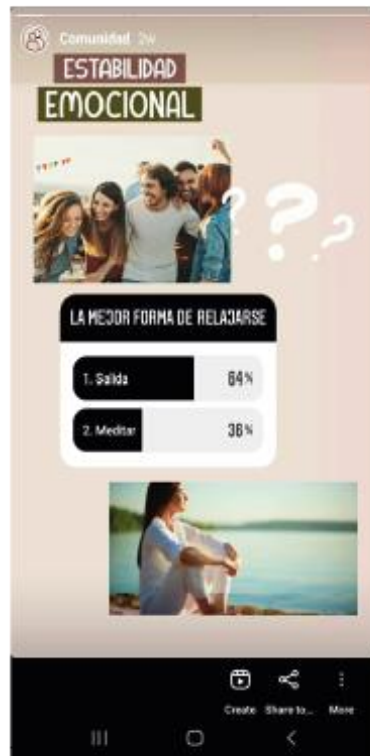 Comunidad 2w
ESTABILIDAD
EMOCIONAL
???
LA MEJOR FORMA DE RELAJARSE
1. Salida 64%
2. Meditar 36%
Create Share to... More